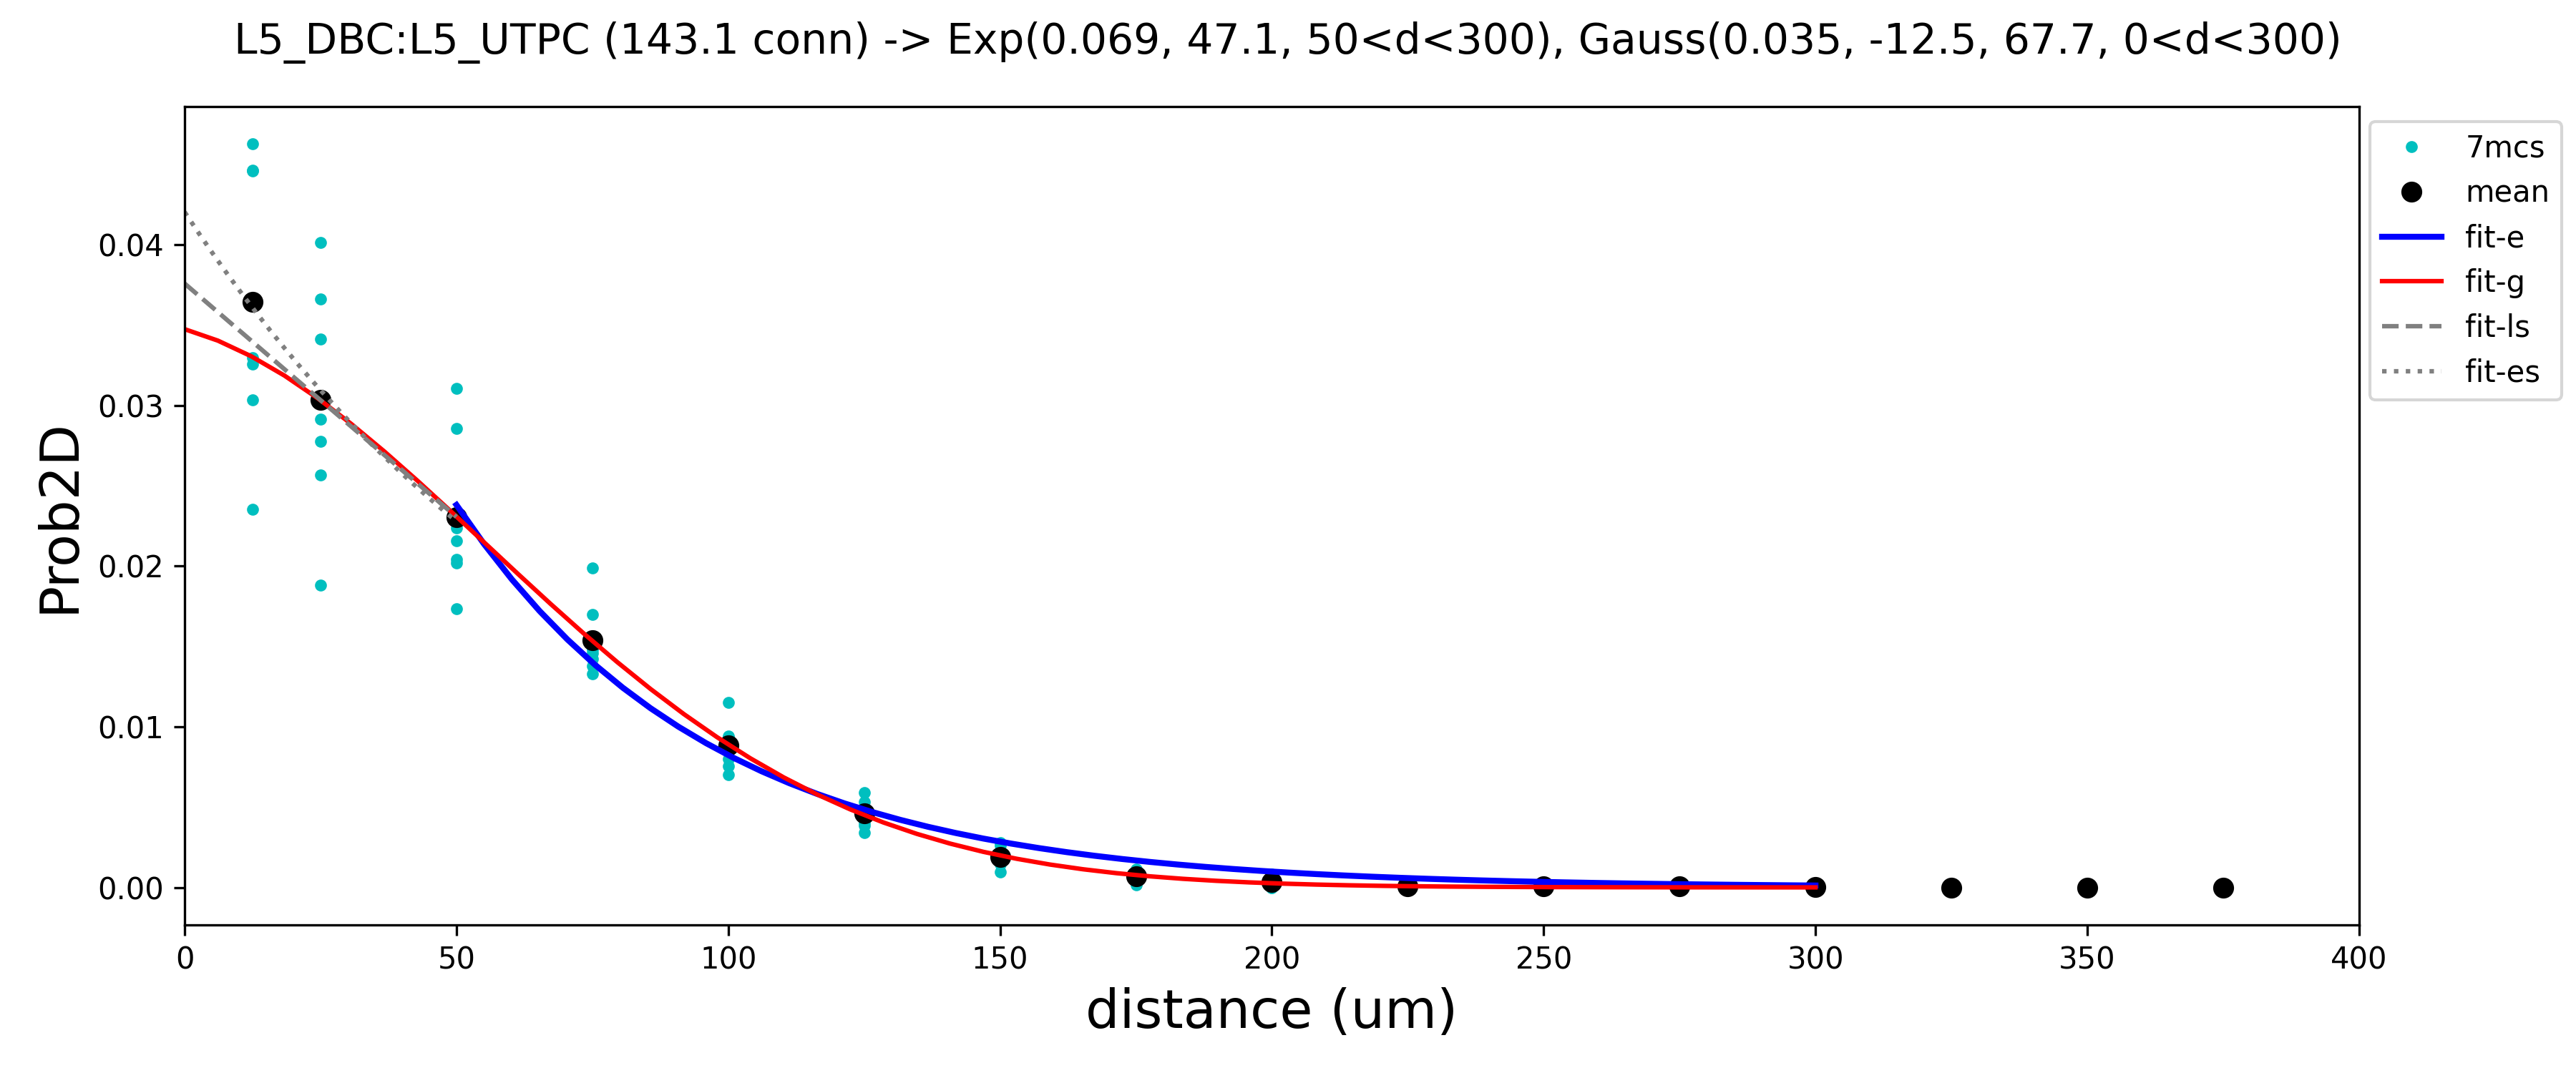 L5_DBC:L5_UTPC (143.1 conn) -> Exp(0.069, 47.1, 50<d<300), Gauss(0.035, -12.5, 67.7, 0<d<300)
7mcs
mean
fit-e
fit-g
fit-ls
fit-es
Prob2D
0.04
0.03
0.02
0.01
0.00
0 50 100 150 200 250 300 350 400
distance (um)